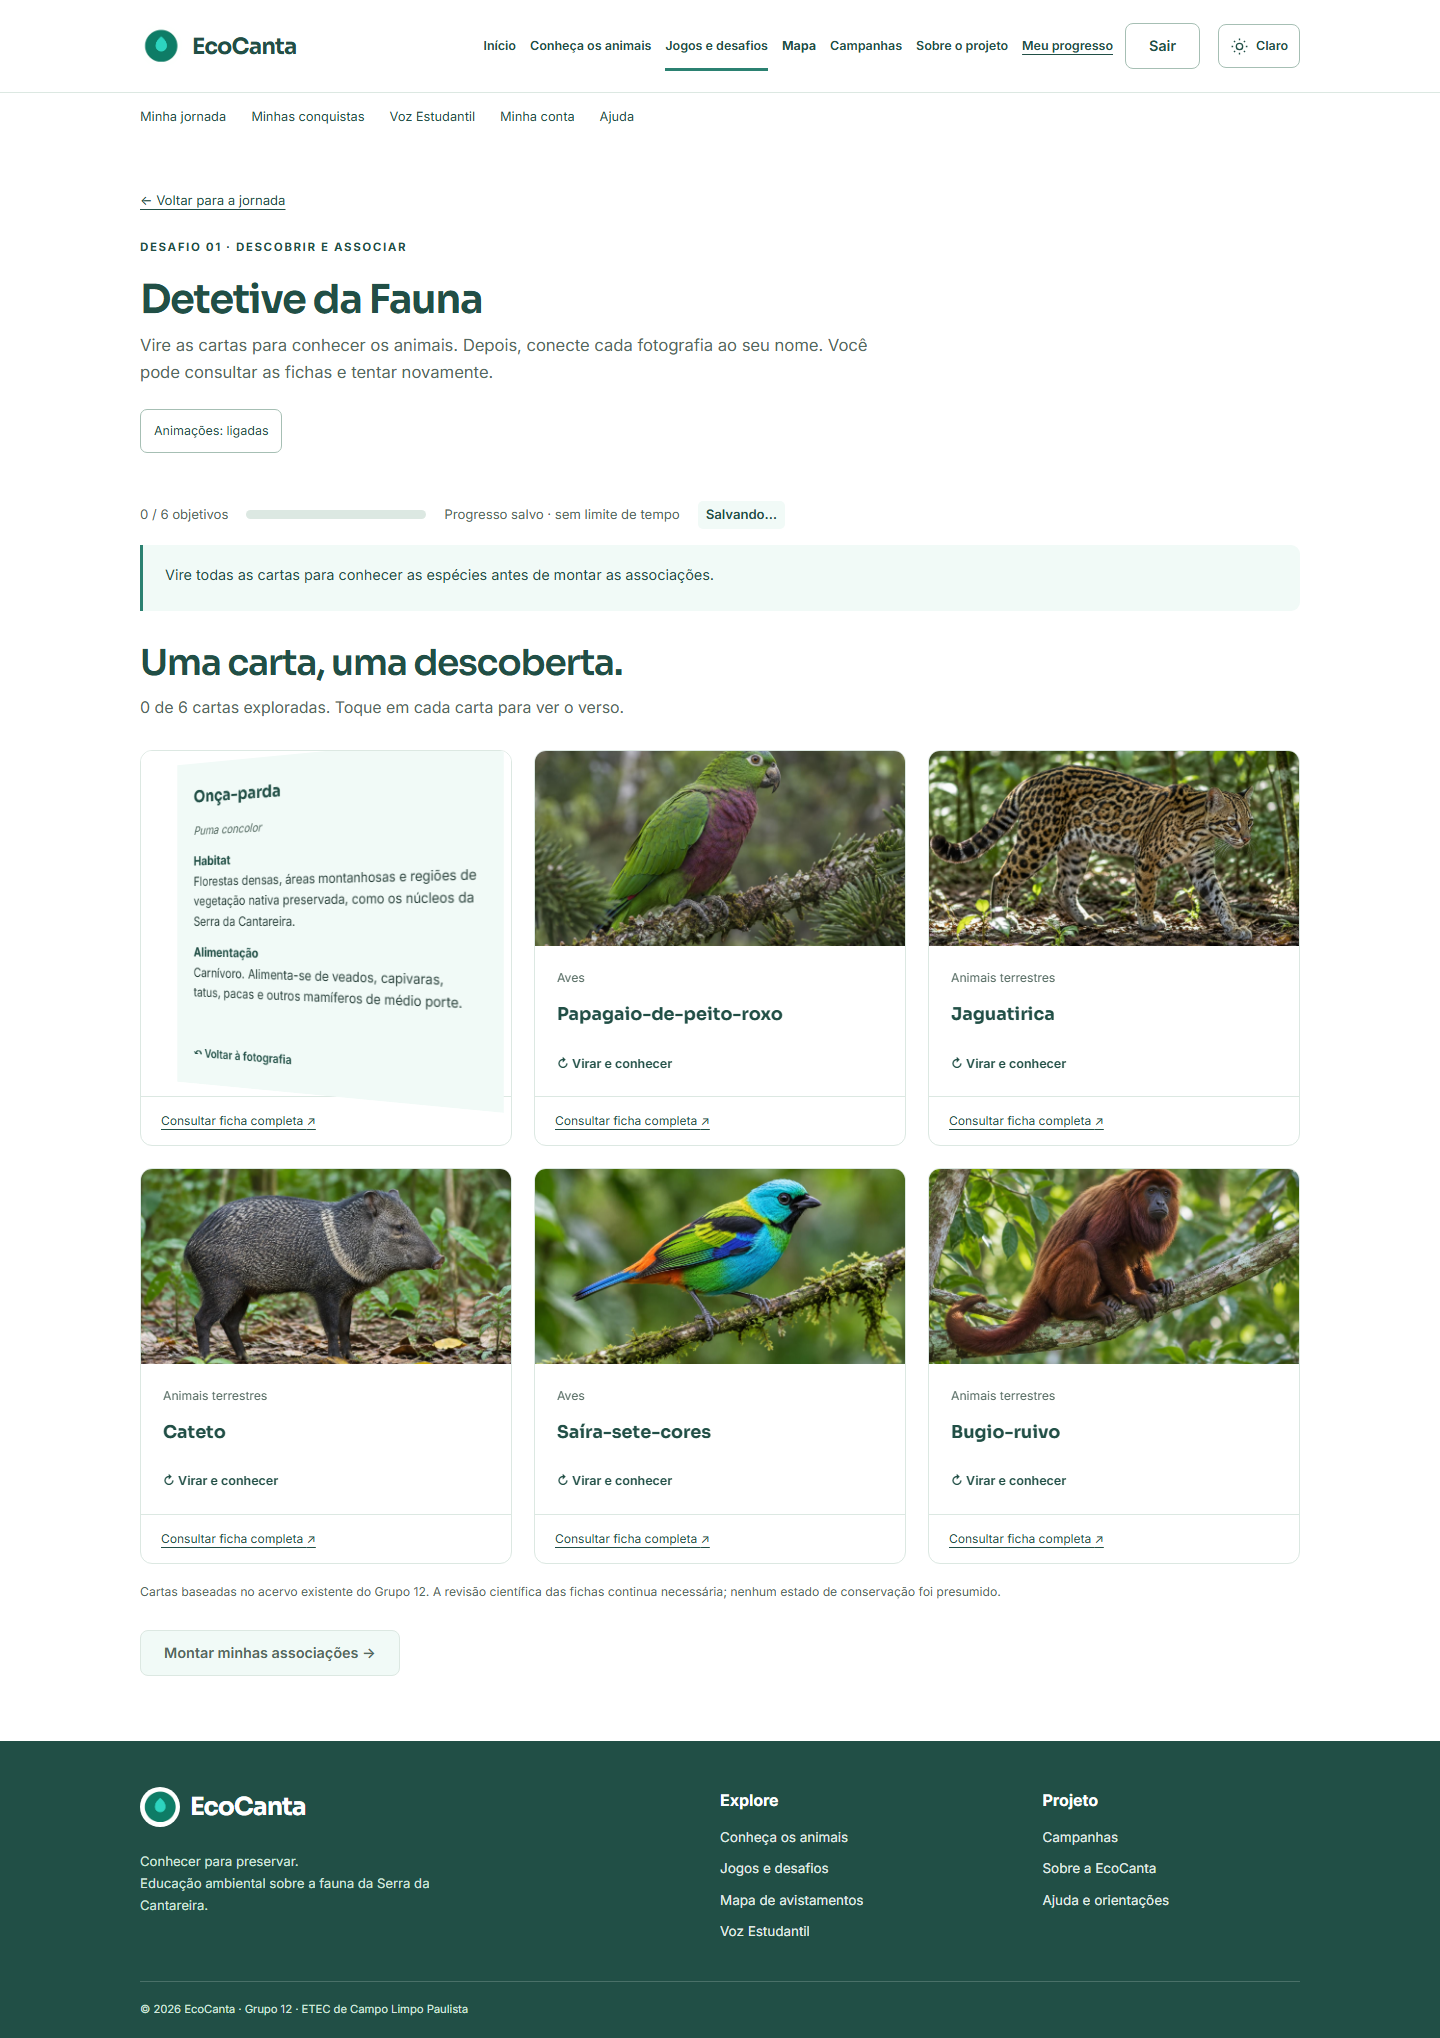 EcoCanta
Início Conheça os animais Jogos e desafios Mapa Campanhas Sobre o projeto Meu progresso Sair Claro
Minha jornada Minhas conquistas Voz Estudantil Minha conta Ajuda
← Voltar para a jornada
DESAFIO 01 · DESCOBRIR E ASSOCIAR
Detetive da Fauna
Vire as cartas para conhecer os animais. Depois, conecte cada fotografia ao seu nome. Você
pode consultar as fichas e tentar novamente.
Animações: ligadas
0 / 6 objetivos Progresso salvo · sem limite de tempo Salvando...
Vire todas as cartas para conhecer as espécies antes de montar as associações.
Uma carta, uma descoberta.
0 de 6 cartas exploradas. Toque em cada carta para ver o verso.
Onça-parda
Puma concolor
Habitat
Florestas densas, áreas montanhosas e regiões de
vegetação nativa preservada, como os núcleos da
Serra da Cantareira.
Alimentação
Carnívoro. Alimenta-se de veados, capivaras,
tatus, pacas e outros mamíferos de médio porte.
↶ Voltar à fotografia
Consultar ficha completa ↗
Aves
Papagaio-de-peito-roxo
↻ Virar e conhecer
Consultar ficha completa ↗
Animais terrestres
Jaguatirica
↻ Virar e conhecer
Consultar ficha completa ↗
Animais terrestres
Cateto
↻ Virar e conhecer
Consultar ficha completa ↗
Aves
Saíra-sete-cores
↻ Virar e conhecer
Consultar ficha completa ↗
Animais terrestres
Bugio-ruivo
↻ Virar e conhecer
Consultar ficha completa ↗
Cartas baseadas no acervo existente do Grupo 12. A revisão científica das fichas continua necessária; nenhum estado de conservação foi presumido.
Montar minhas associações →
EcoCanta
Conhecer para preservar.
Educação ambiental sobre a fauna da Serra da
Cantareira.
Explore
Conheça os animais
Jogos e desafios
Mapa de avistamentos
Voz Estudantil
Projeto
Campanhas
Sobre a EcoCanta
Ajuda e orientações
© 2026 EcoCanta · Grupo 12 · ETEC de Campo Limpo Paulista